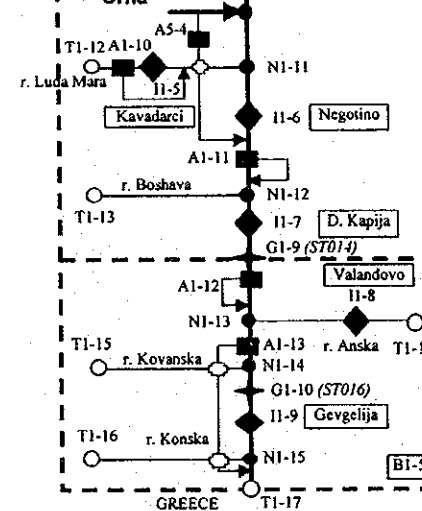 A5-4
T1-12 A1-10
N1-11
r. Luda Mara
I1-5
Kavadarci
I1-6 Negotino
A1-11
r. Boshava
N1-12
T1-13
I1-7 D. Kapija
G1-9 (ST014)
Valandovo
A1-12
I1-8
N1-13
A1-13
r. Anska
T1-15
r. Kovanska
N1-14
G1-10 (ST016)
I1-9 Gevgelija
T1-16
r. Konska
N1-15
GREECE
T1-17